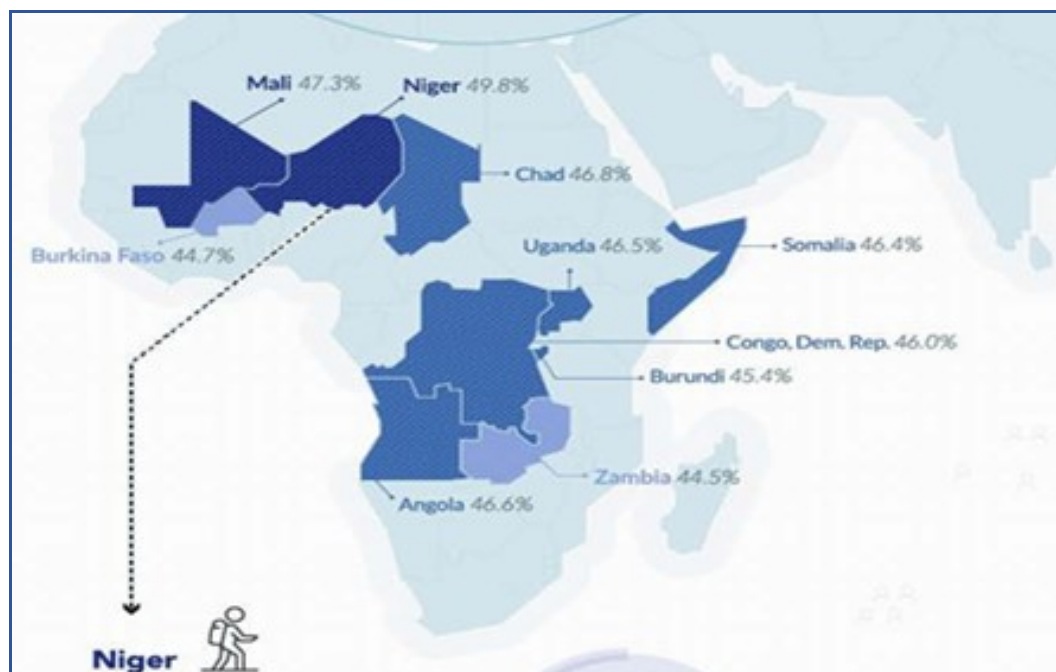 Mali 47.3%
Niger 49.8%
Chad 46.8%
Burkina Faso 44.7%
Uganda 46.5%
Somalia 46.4%
Congo, Dem. Rep. 46.0%
Burundi 45.4%
Zambia 44.5%
Angola 46.6%
Niger